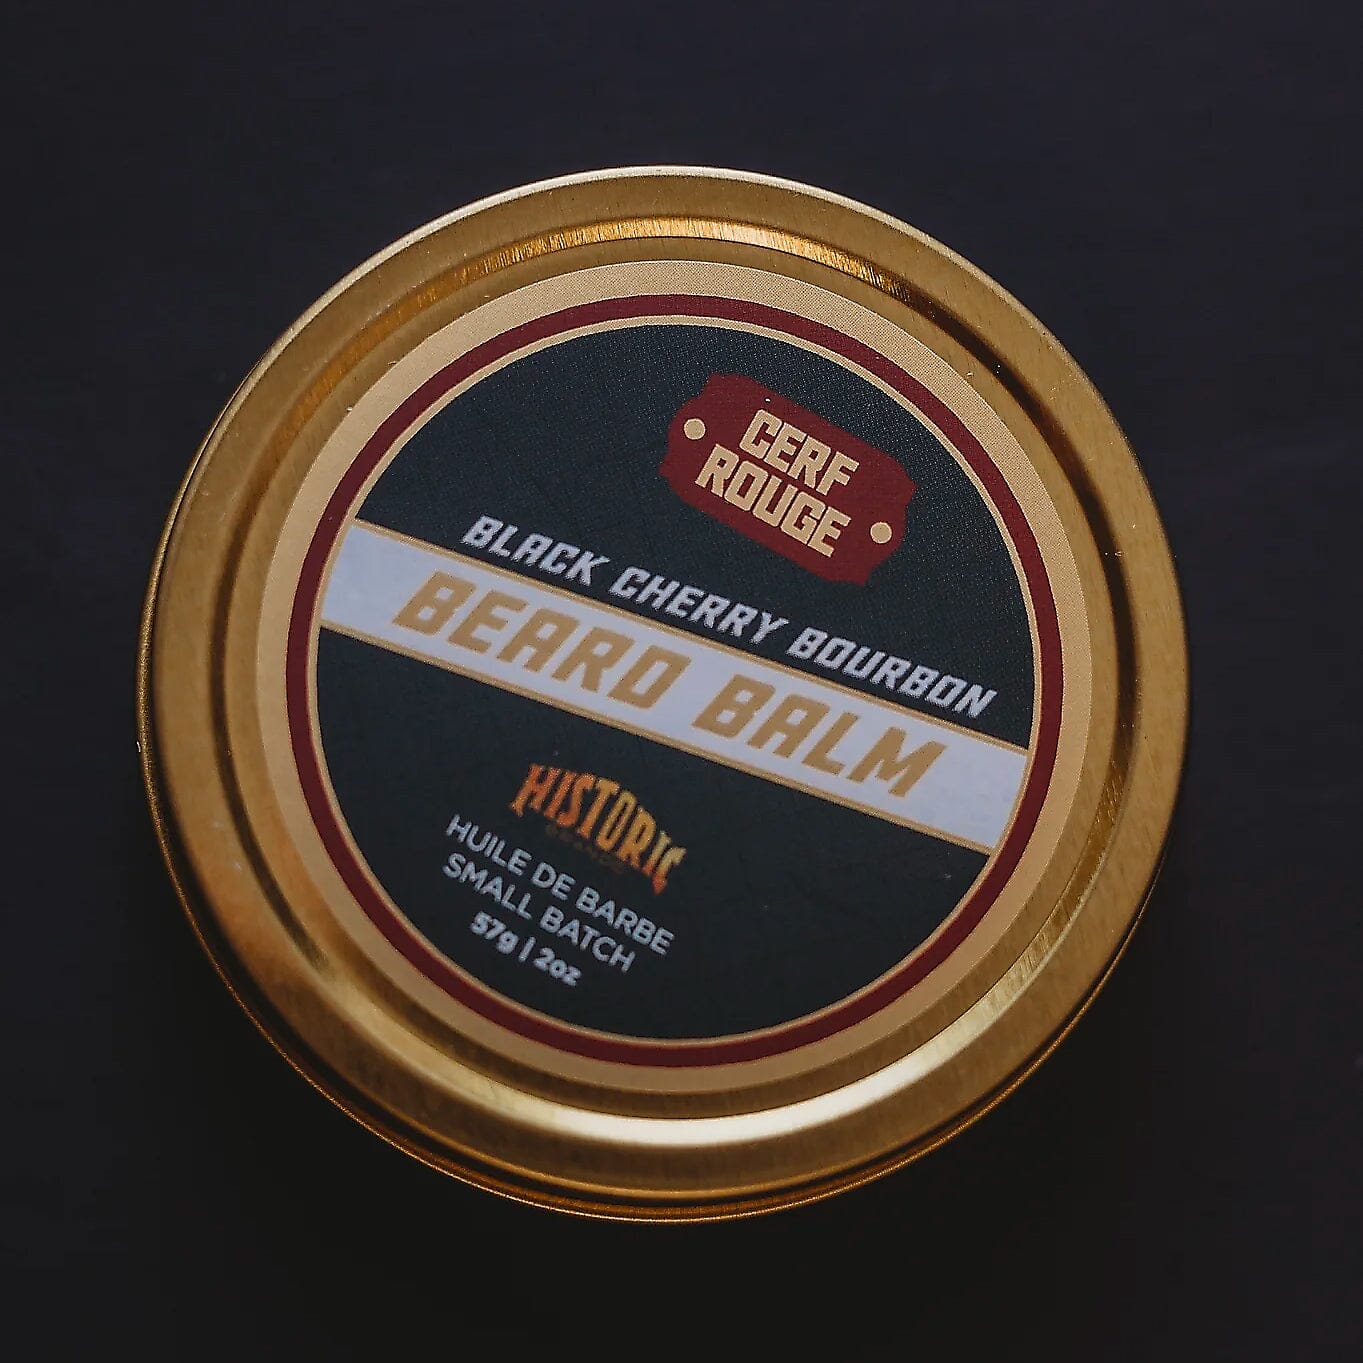 CERF
ROUGE
BLACK CHERRY BOURBON
BEARD BALM
HISTORIC
HUILE DE BARBE
SMALL BATCH
57g | 2oz